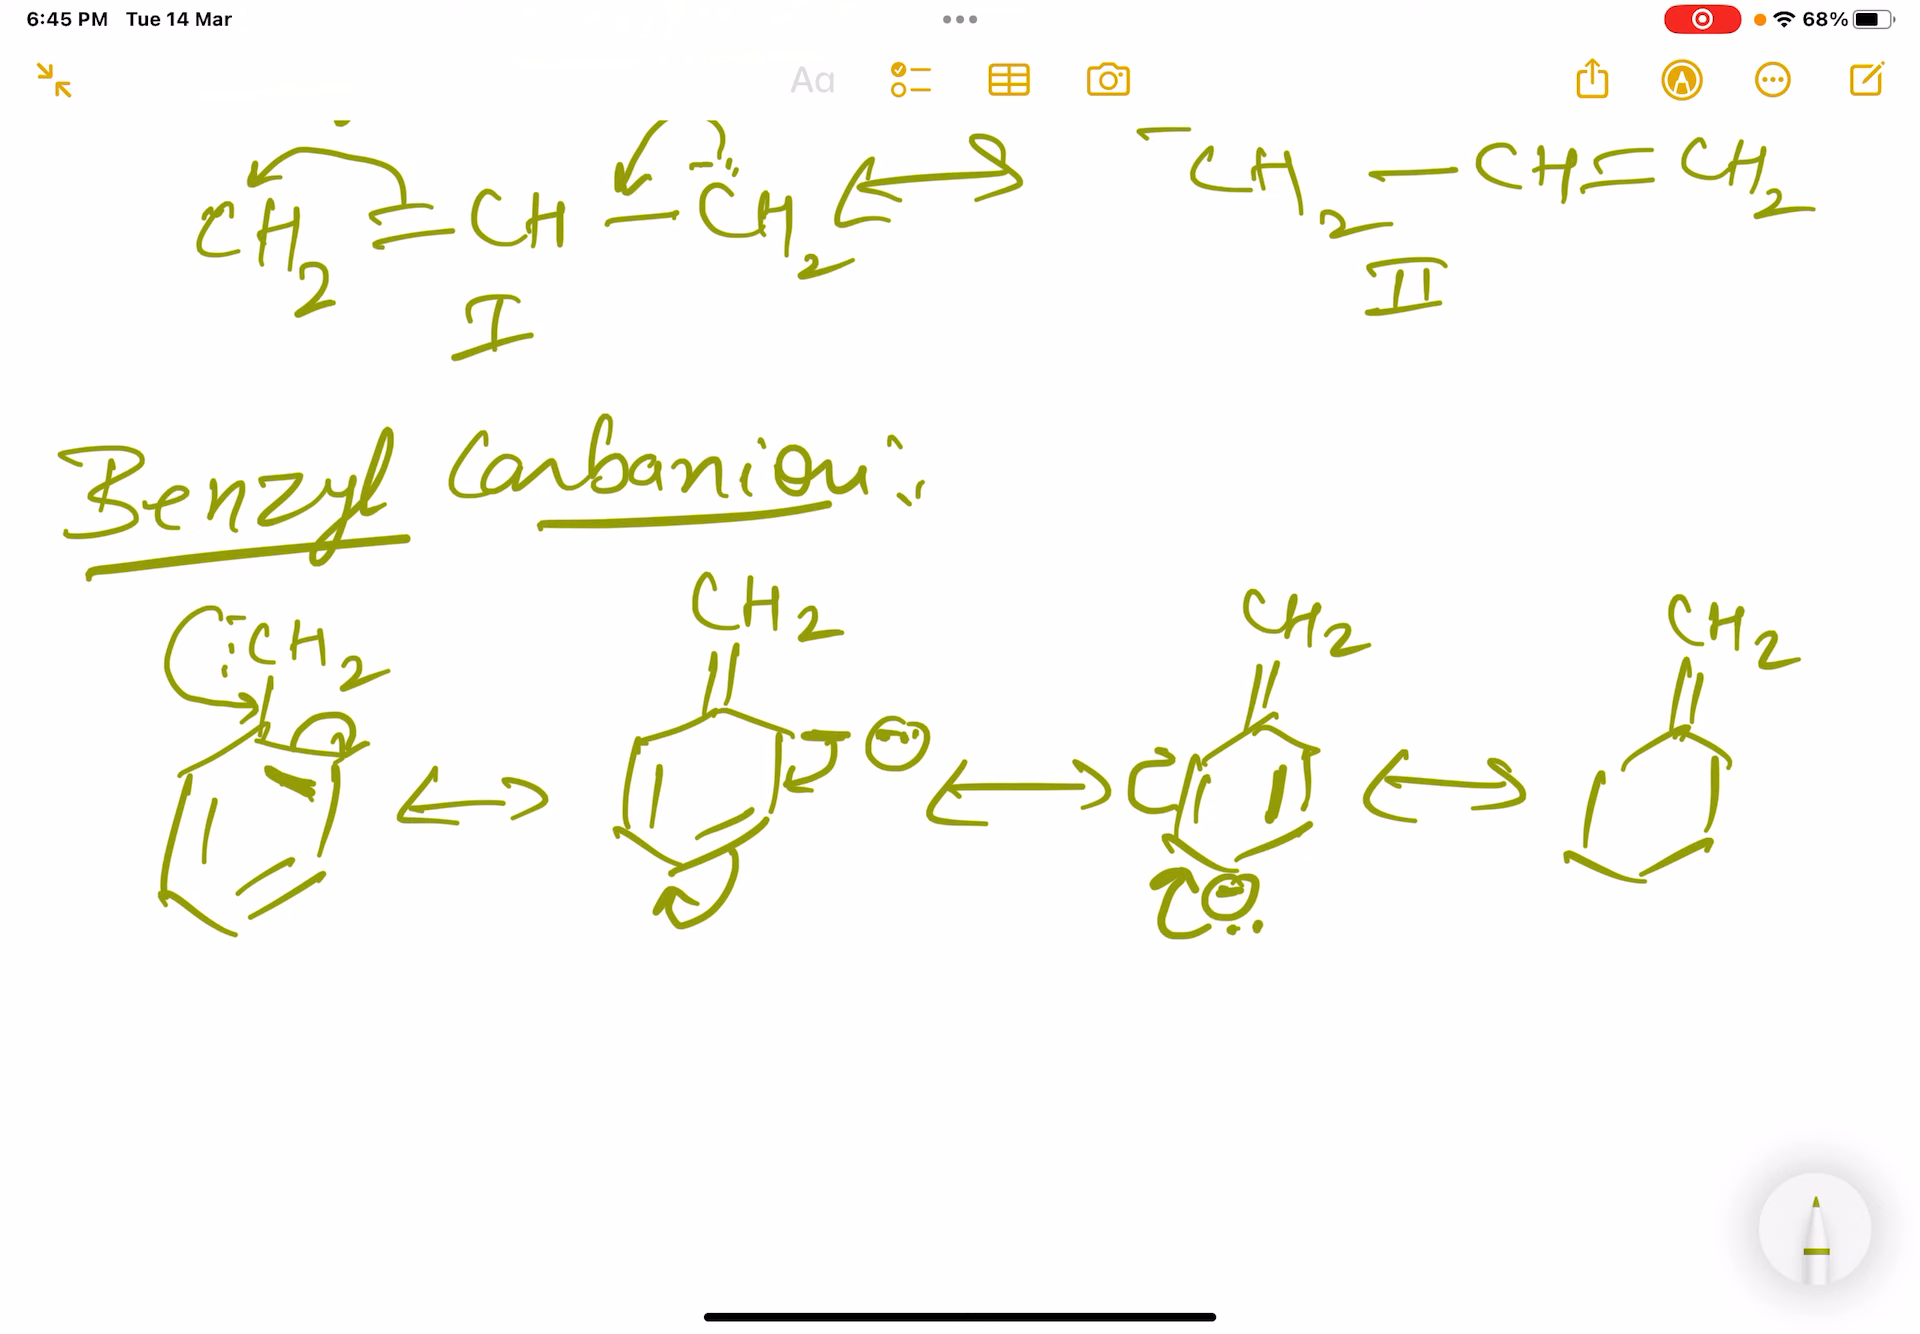 6:45 PM Tue 14 Mar
68%
Aa
CH2 = CH — CH2 ⟷ ⁻CH2 — CH = CH2
I II
Benzyl Carbanion :
:CH2 CH2 CH2 CH2